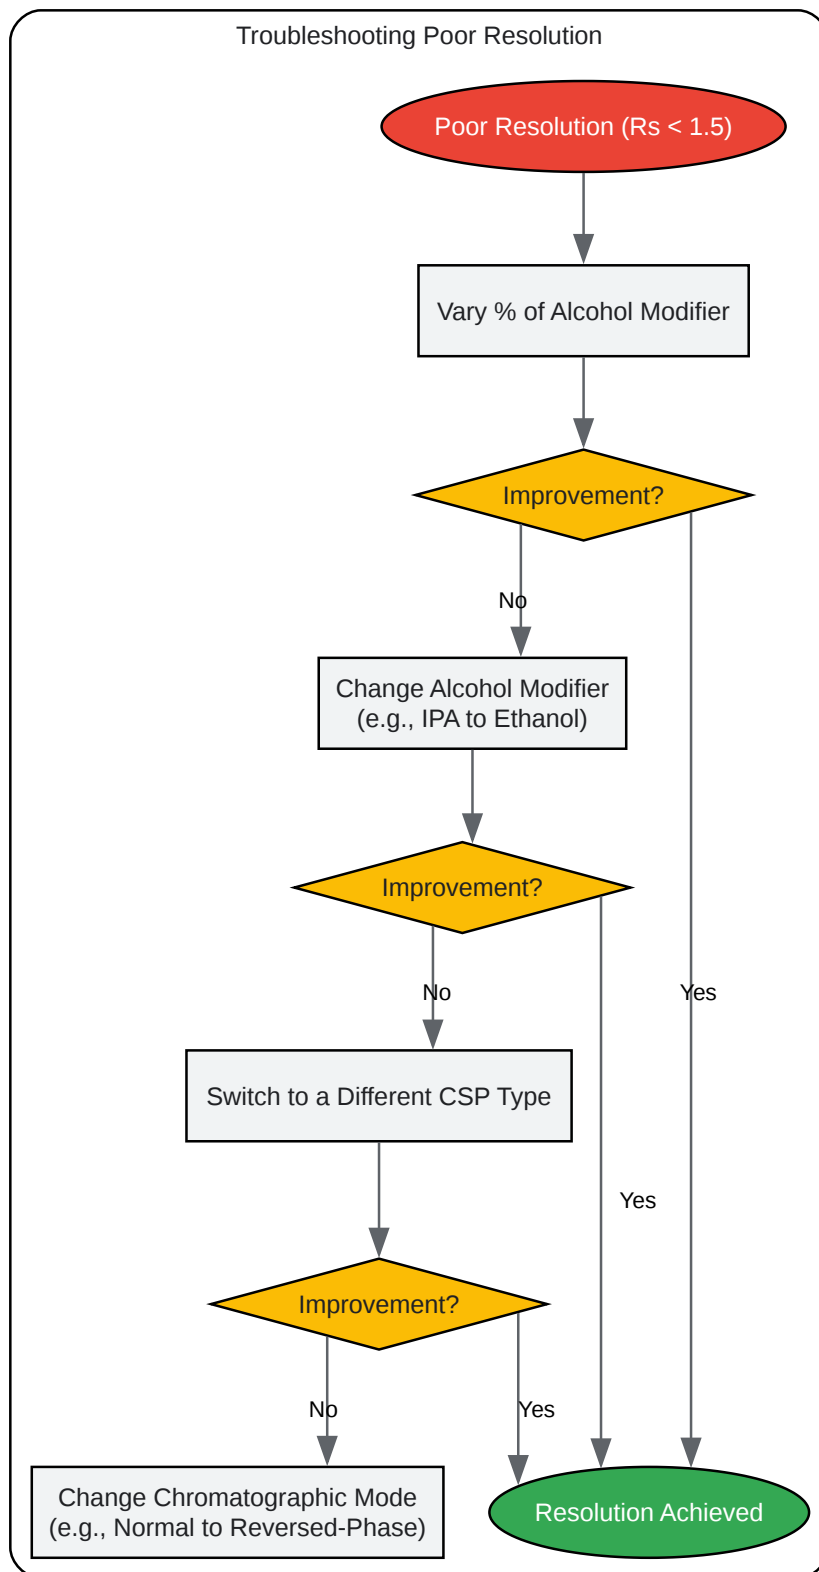 Troubleshooting Poor Resolution
Poor Resolution (Rs < 1.5)
Vary % of Alcohol Modifier
Improvement?
No
Change Alcohol Modifier
(e.g., IPA to Ethanol)
Improvement?
No
Yes
Switch to a Different CSP Type
Yes
Improvement?
No
Yes
Change Chromatographic Mode
(e.g., Normal to Reversed-Phase)
Resolution Achieved